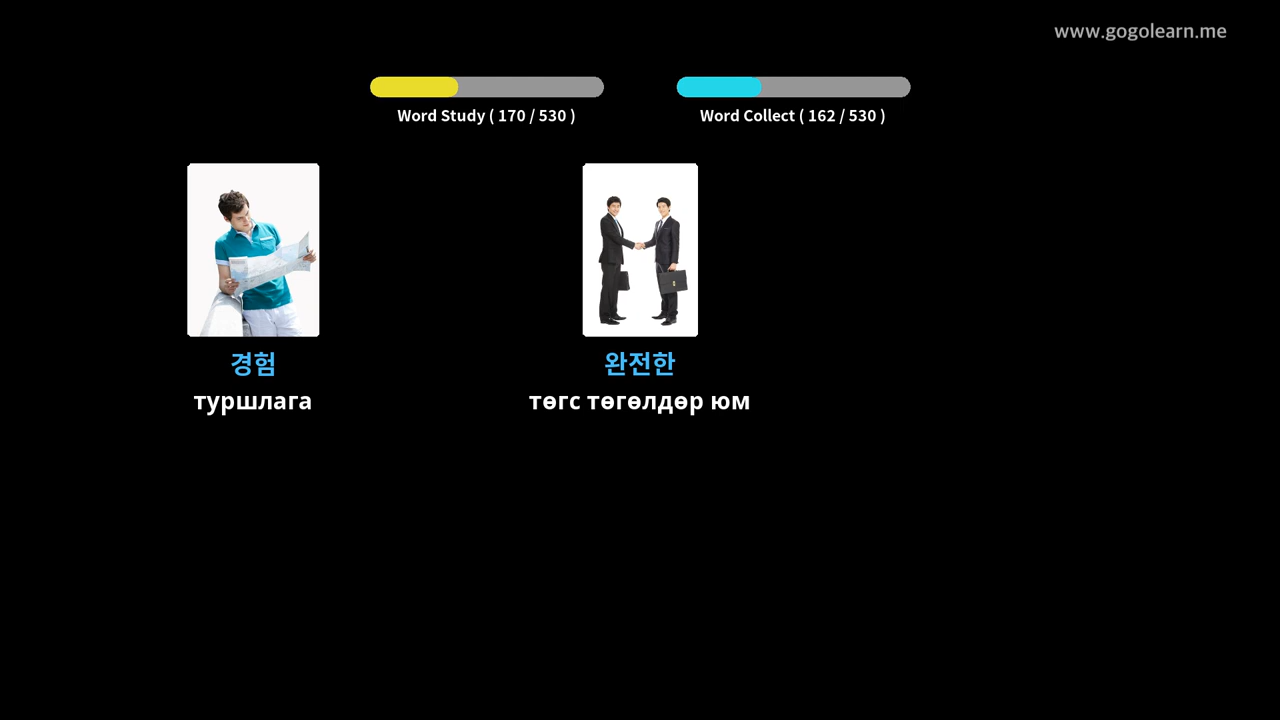 www.gogolearn.me
Word Study ( 170 / 530 )
Word Collect ( 162 / 530 )
경험
туршлага
완전한
төгс төгөлдөр юм